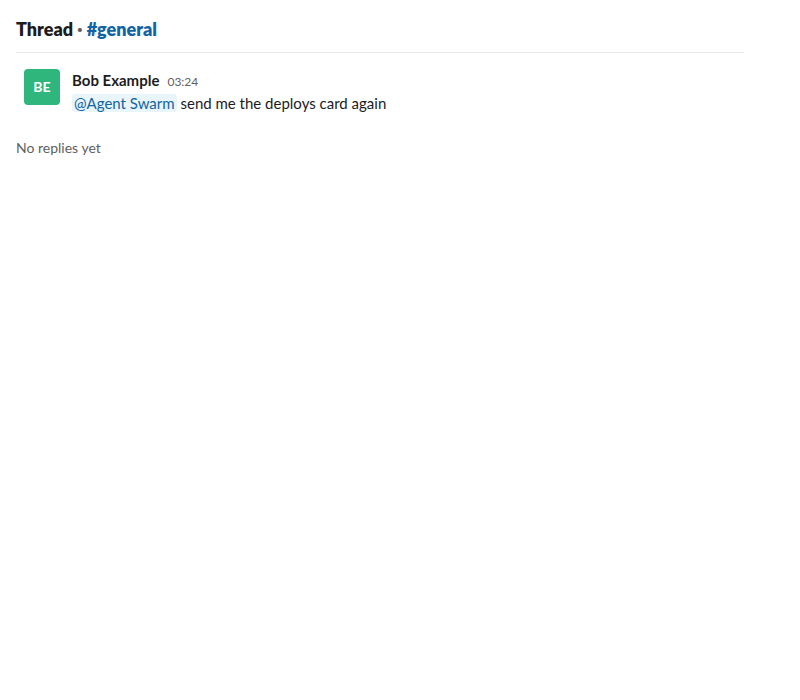 Thread • #general
BE
Bob Example 03:24
@Agent Swarm send me the deploys card again
No replies yet